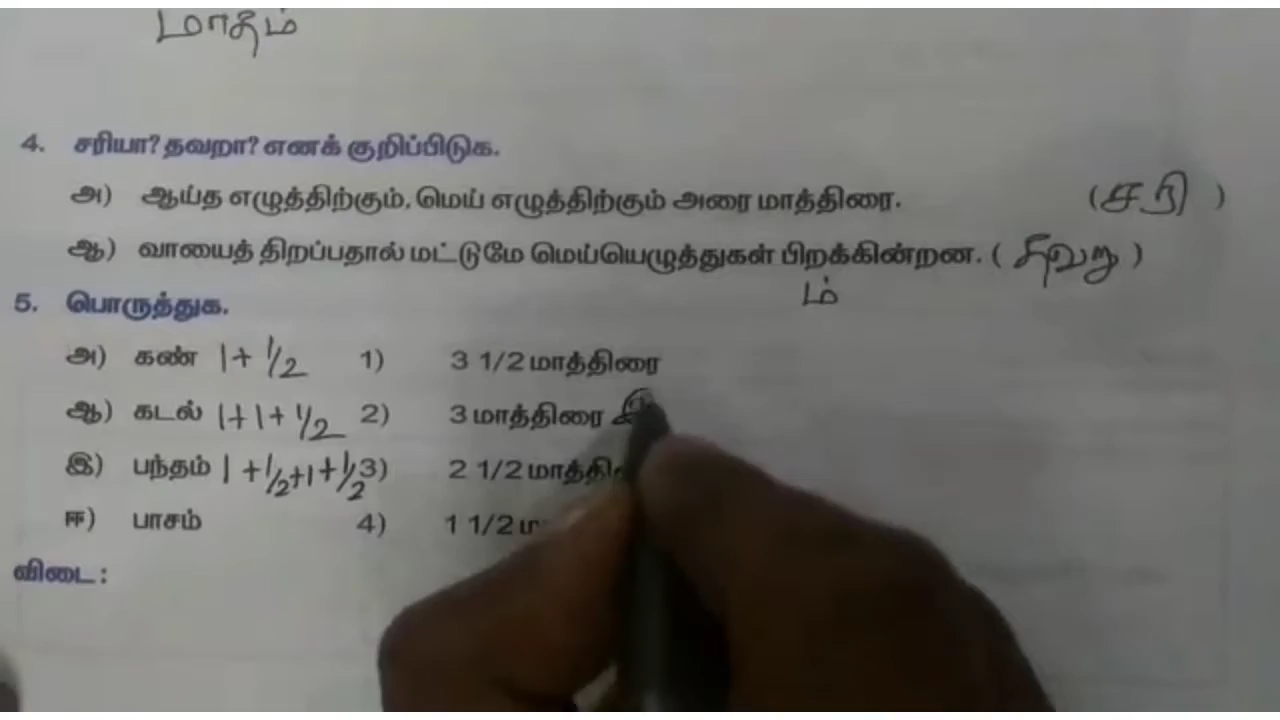 மாதம்
4. சரியா? தவறா? எனக் குறிப்பிடுக.
அ) ஆய்த எழுத்திற்கும், மெய் எழுத்திற்கும் அரை மாத்திரை. (சரி)
ஆ) வாயைத் திறப்பதால் மட்டுமே மெய்யெழுத்துகள் பிறக்கின்றன. (தவறு)
ம்
5. பொருத்துக.
அ) கண் 1+ 1/2 1) 3 1/2 மாத்திரை
ஆ) கடல் 1+1+ 1/2 2) 3 மாத்திரை இ
இ) பந்தம் 1 +1/2+1+1/2 3) 2 1/2 மாத்தி
ஈ) பாசம் 4) 1 1/2
விடை :